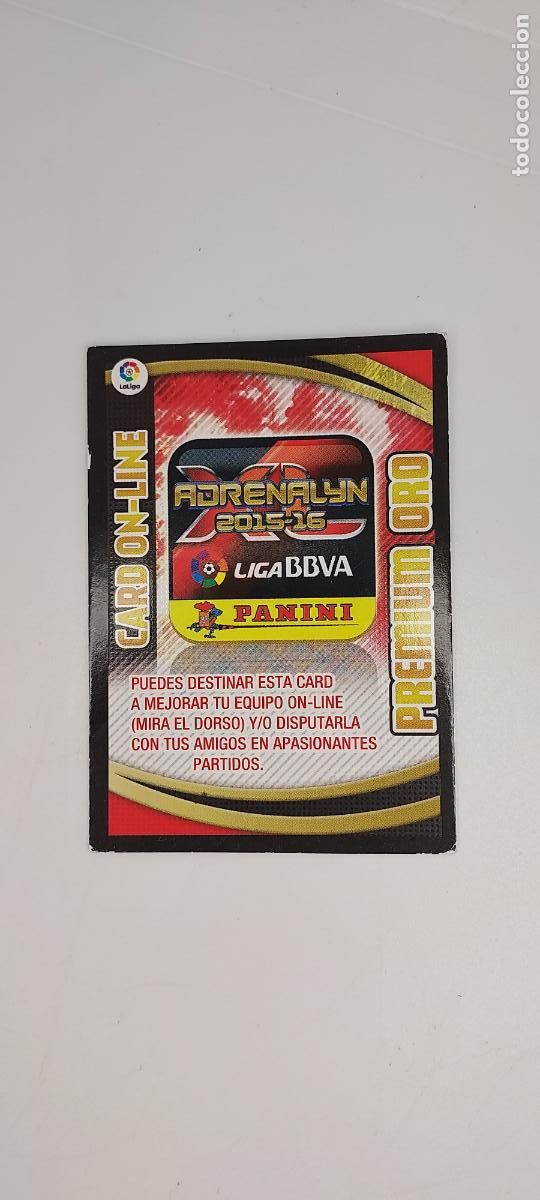 todocoleccion
LaLiga
CARD ON-LINE
PREMIUM ORO
XL
ADRENALYN
2015-16
LIGA BBVA
PANINI
PUEDES DESTINAR ESTA CARD
A MEJORAR TU EQUIPO ON-LINE
(MIRA EL DORSO) Y/O DISPUTARLA
CON TUS AMIGOS EN APASIONANTES
PARTIDOS.